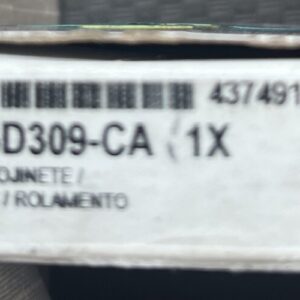 437491
D309-CA 1X
OJINETE /
/ ROLAMENTO